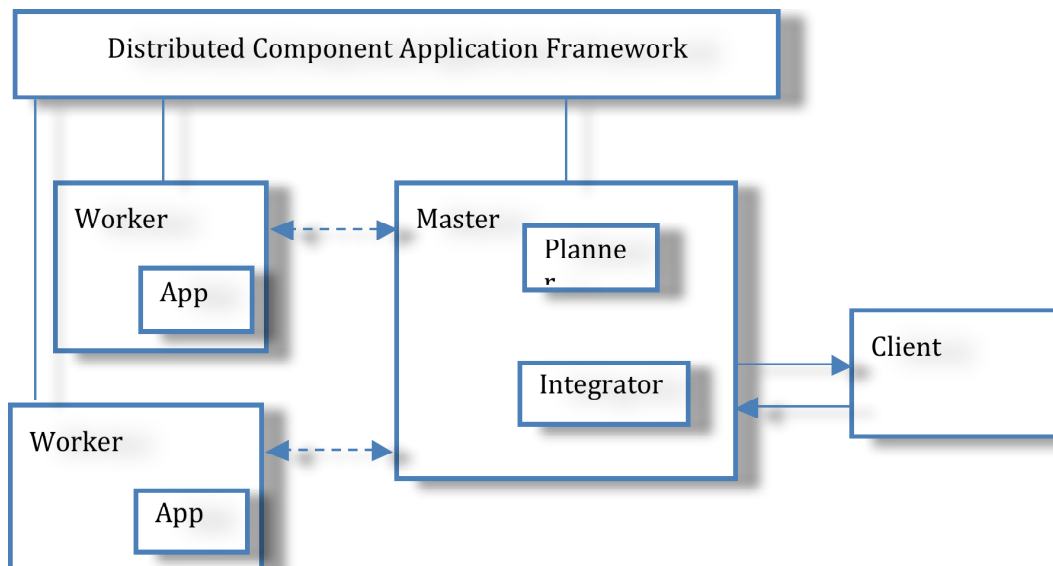 Distributed Component Application Framework
Worker
Master
Planne
r
App
Client
Integrator
Worker
App